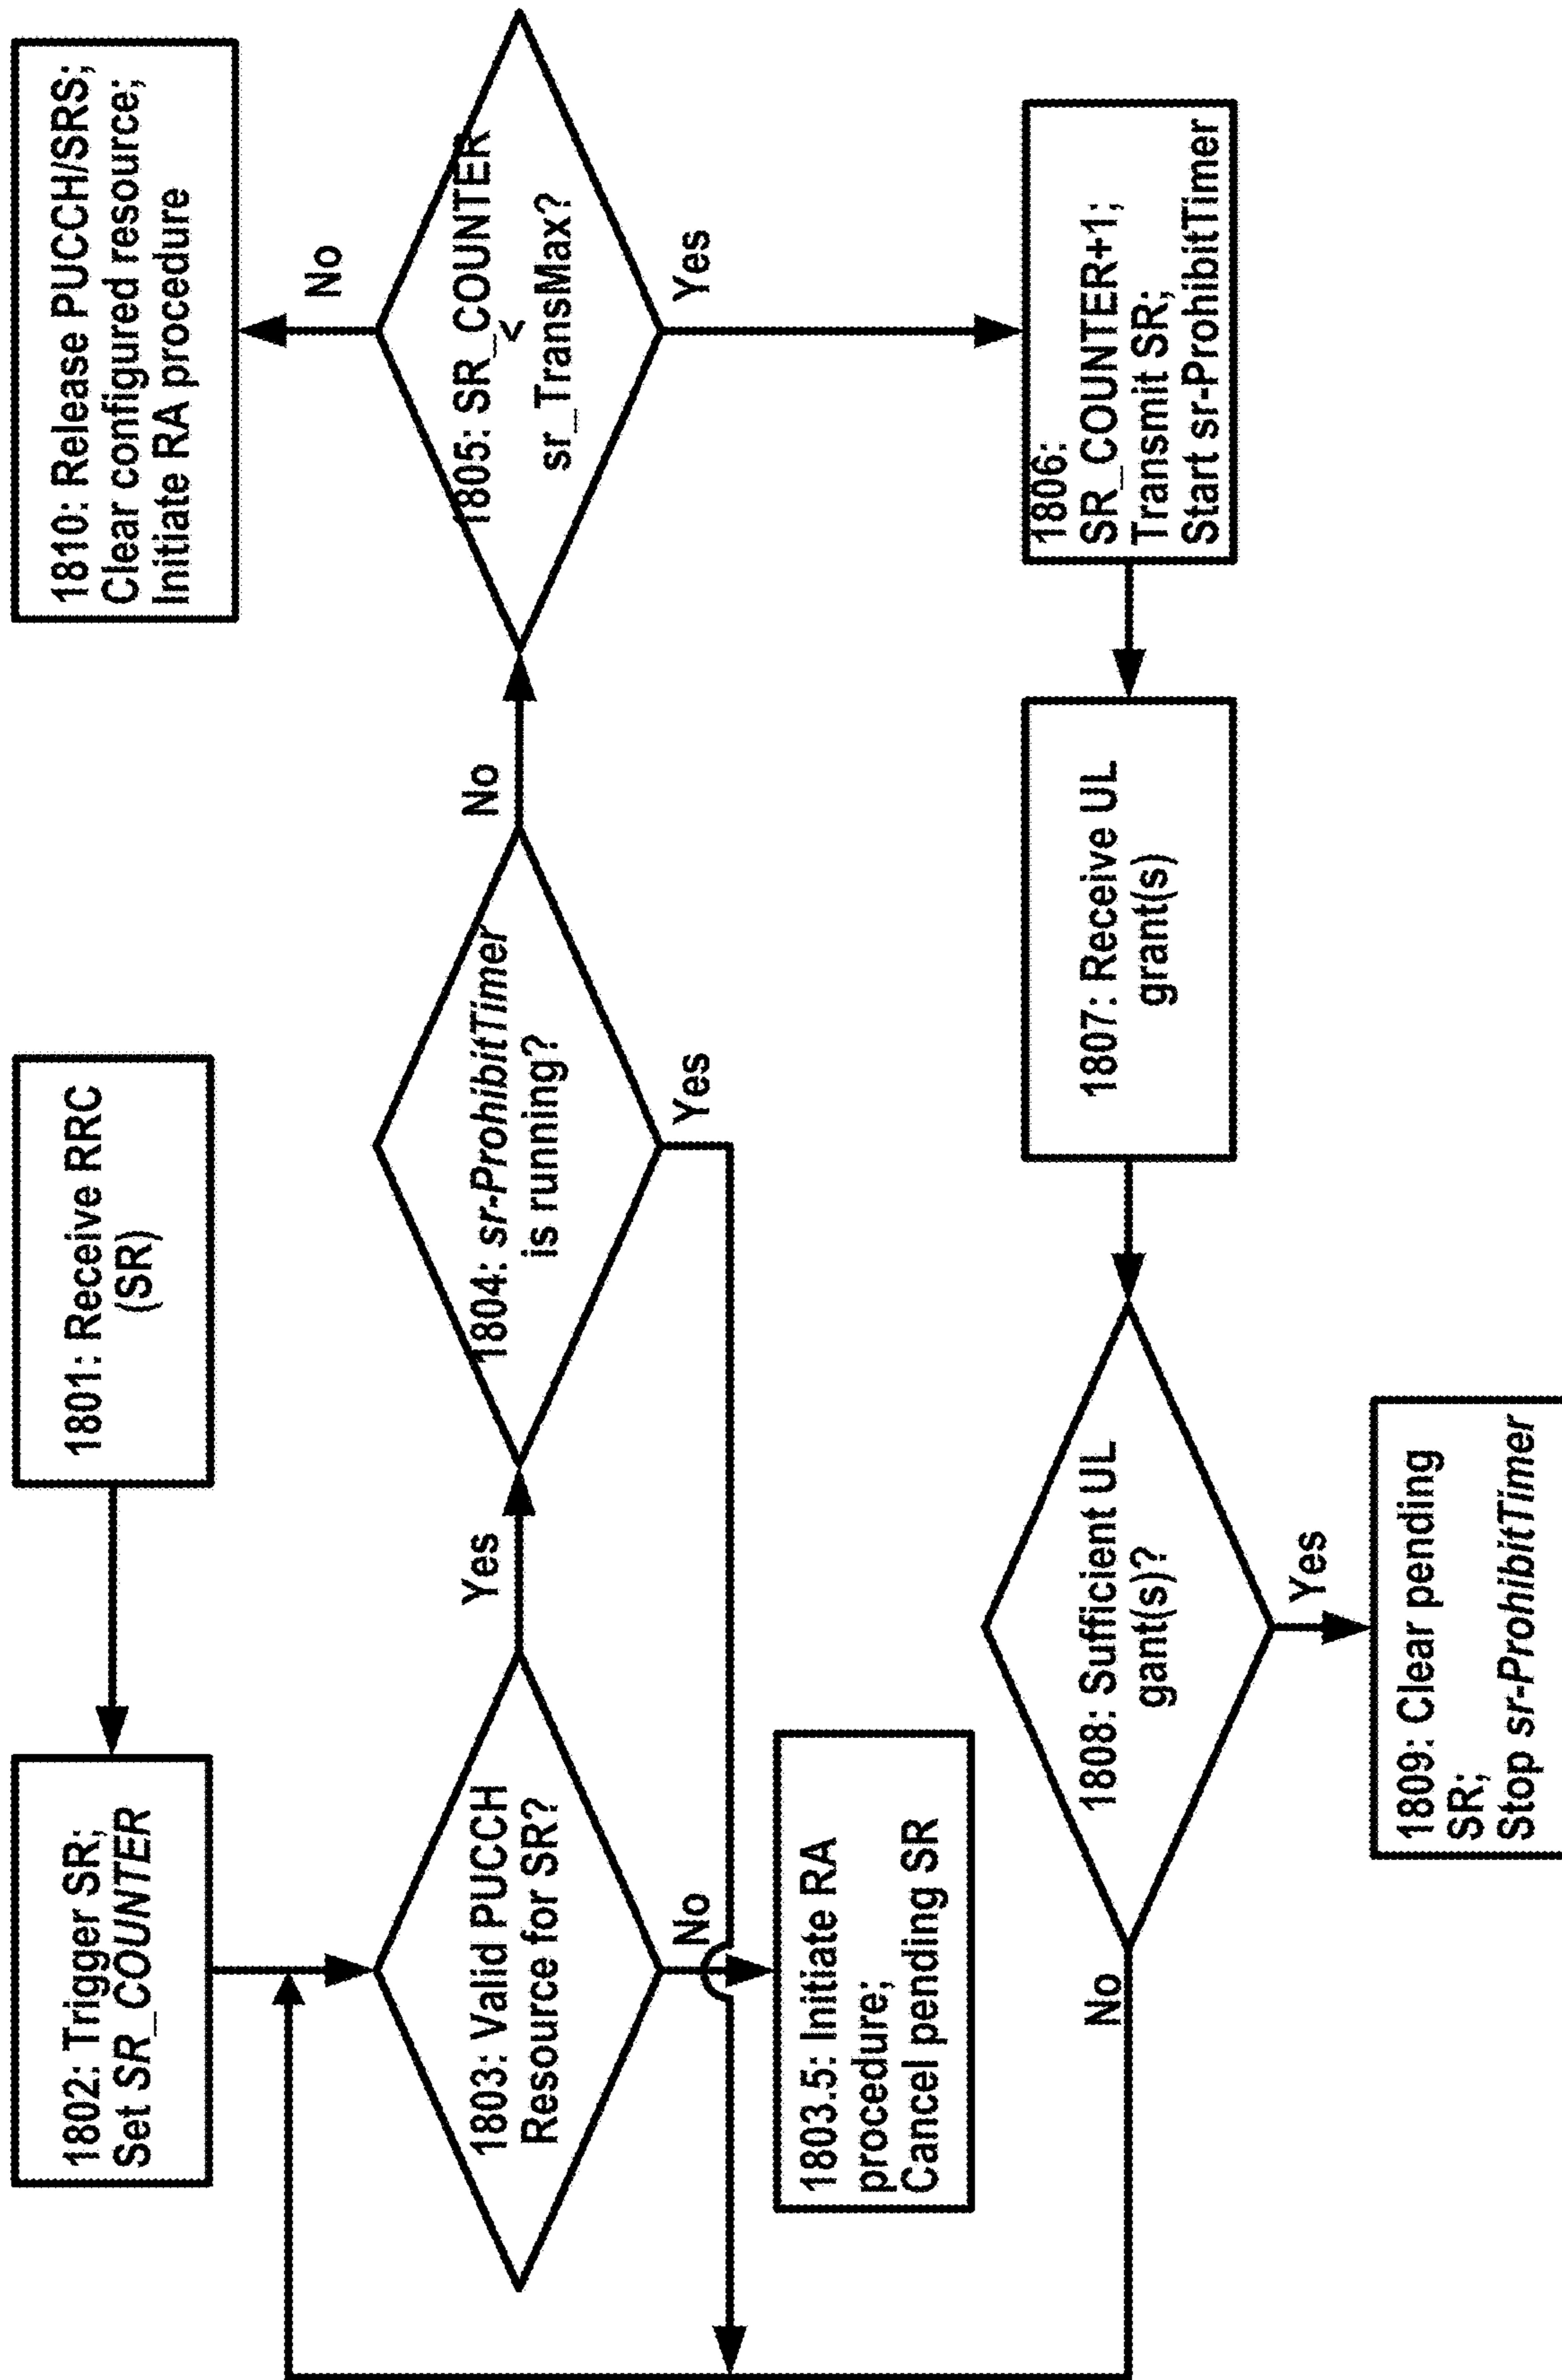 1801: Receive RRC
(SR)
1802: Trigger SR;
Set SR_COUNTER
1803: Valid PUCCH
Resource for SR?
Yes
No
1803.5: Initiate RA
procedure;
Cancel pending SR
1804: sr-ProhibitTimer
is running?
No
Yes
1805: SR_COUNTER
<
sr_TransMax?
No
Yes
1810: Release PUCCH/SRS;
Clear configured resource;
Initiate RA procedure
1806:
SR_COUNTER+1;
Transmit SR;
Start sr-ProhibitTimer
1807: Receive UL
grant(s)
1808: Sufficient UL
gant(s)?
No
Yes
1809: Clear pending
SR;
Stop sr-ProhibitTimer